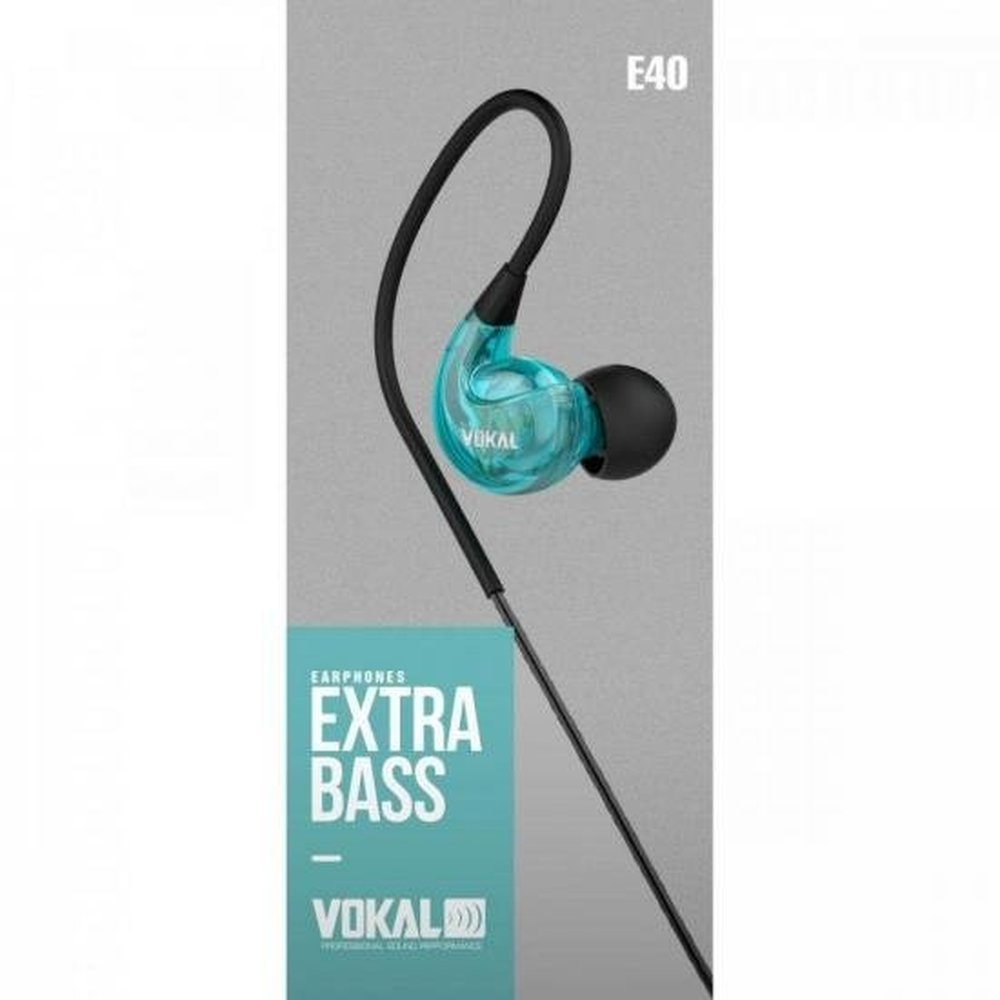 E40
VOKAL
EARPHONES
EXTRA
BASS
VOKAL
PROFESSIONAL SOUND PERFORMANCE